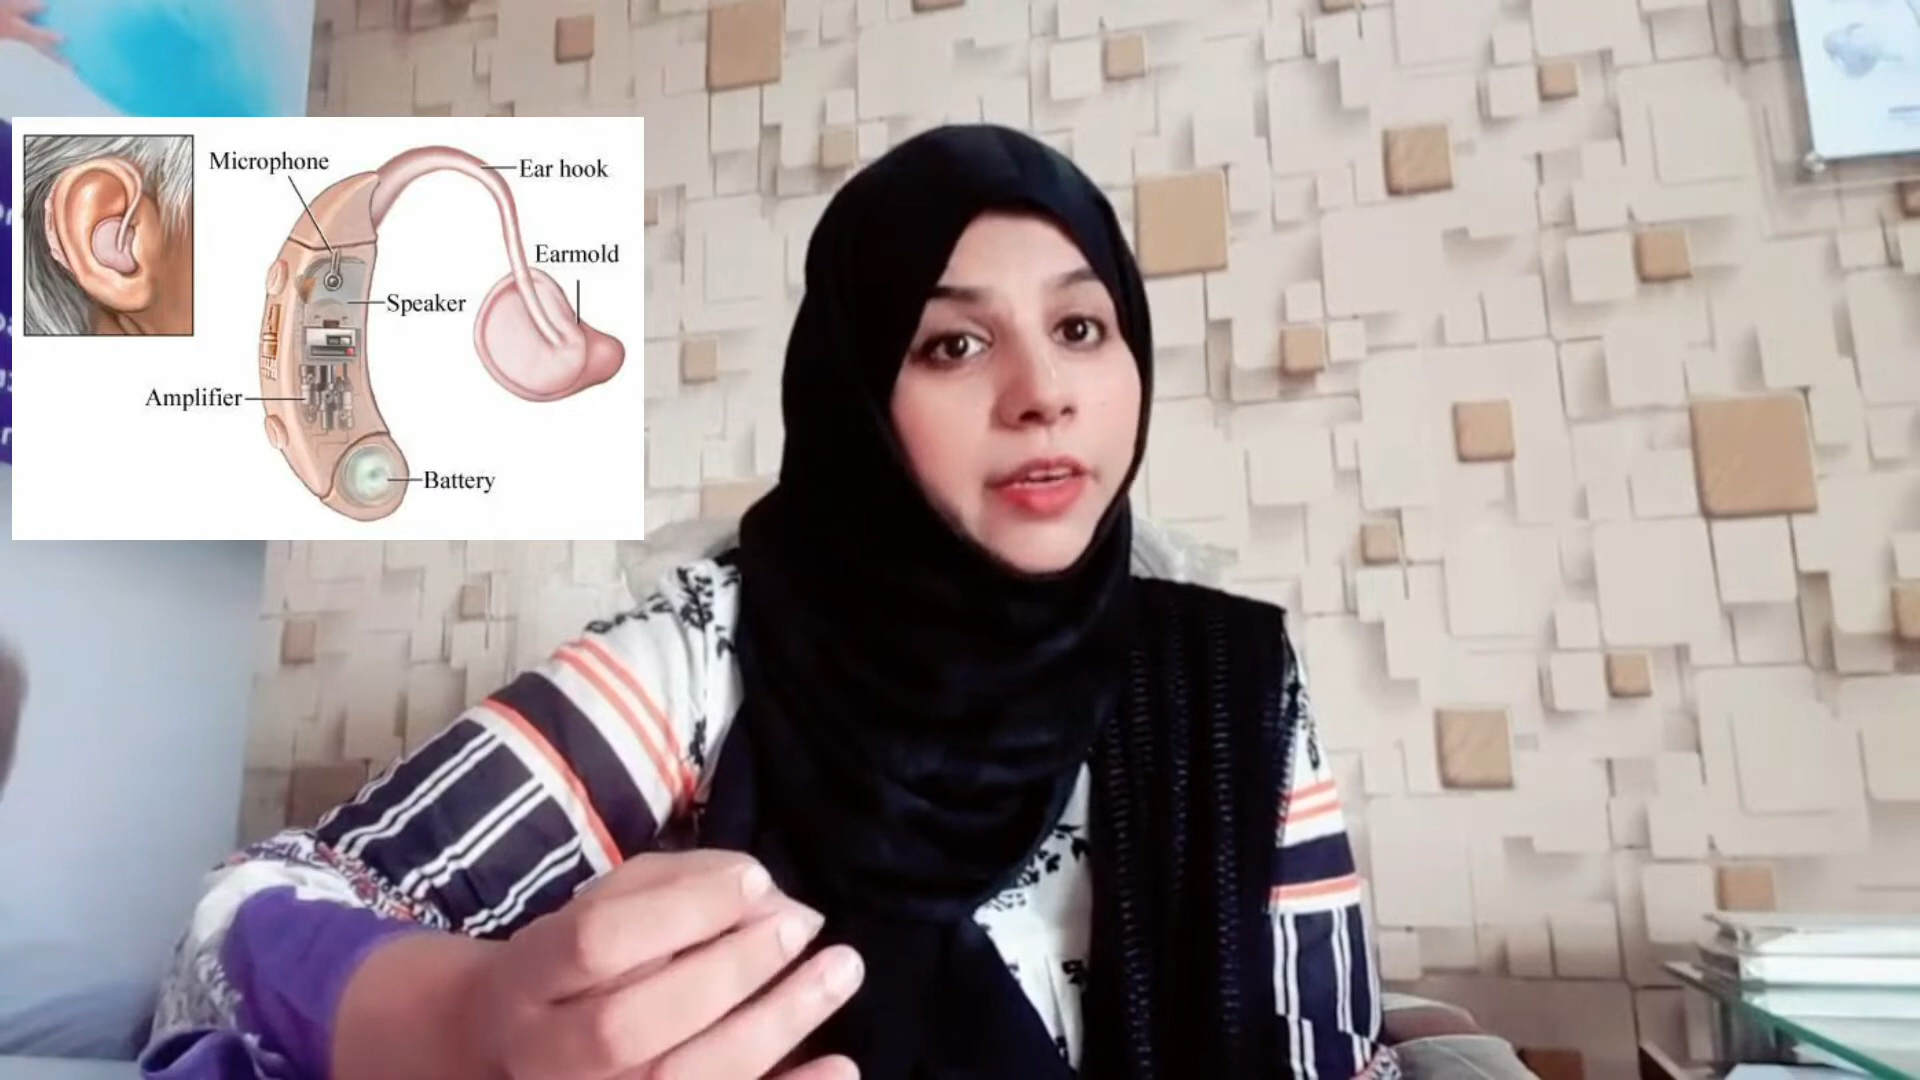 Microphone
Ear hook
Earmold
Speaker
Amplifier
Battery